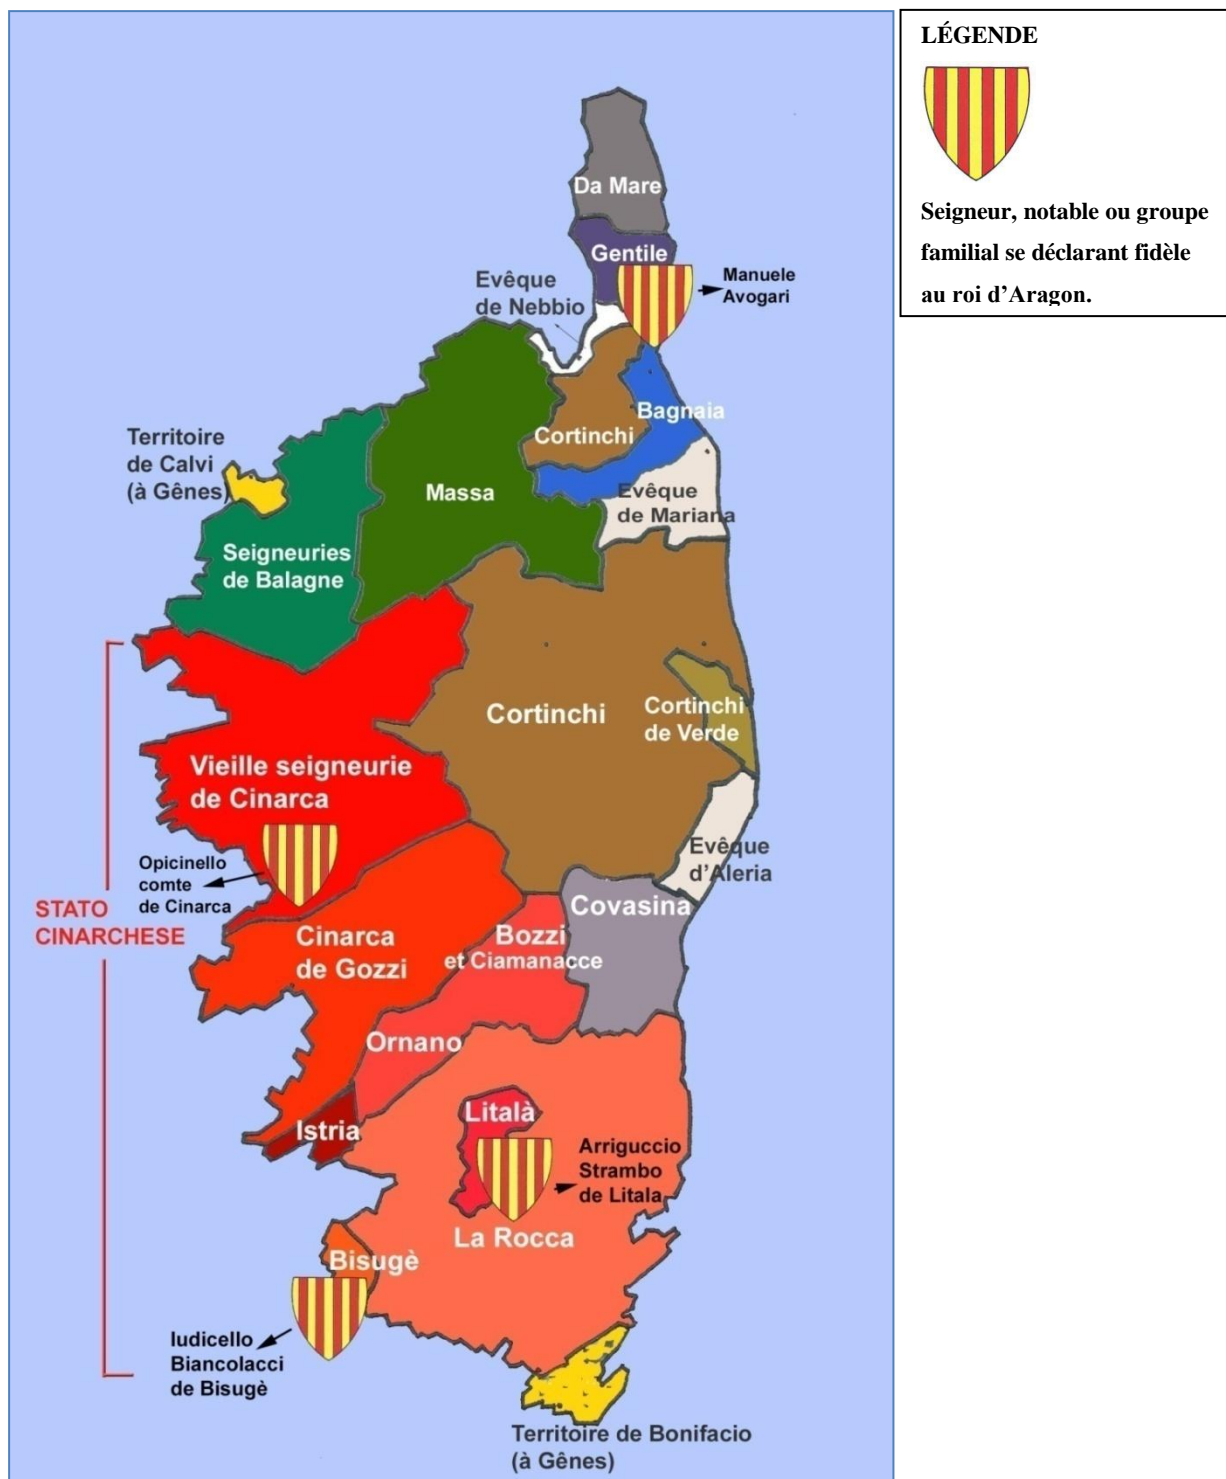 LÉGENDE
Seigneur, notable ou groupe
familial se déclarant fidèle
au roi d'Aragon.
Da Mare
Gentile
Manuele
Avogari
Evêque
de Nebbio
Bagnaia
Cortinchi
Territoire
de Calvi
(à Gênes)
Massa
Evêque
de Mariana
Seigneuries
de Balagne
Cortinchi
Cortinchi
de Verde
Vieille seigneurie
de Cinarca
Opicinello
comte
de Cinarca
Evêque
d'Aleria
STATO
CINARCHESE
Covasina
Cinarca
de Gozzi
Bozzi
et Ciamanacce
Ornano
Istria
Litalà
Arriguccio
Strambo
de Litala
La Rocca
Bisugè
Iudicello
Biancolacci
de Bisugè
Territoire de Bonifacio
(à Gênes)